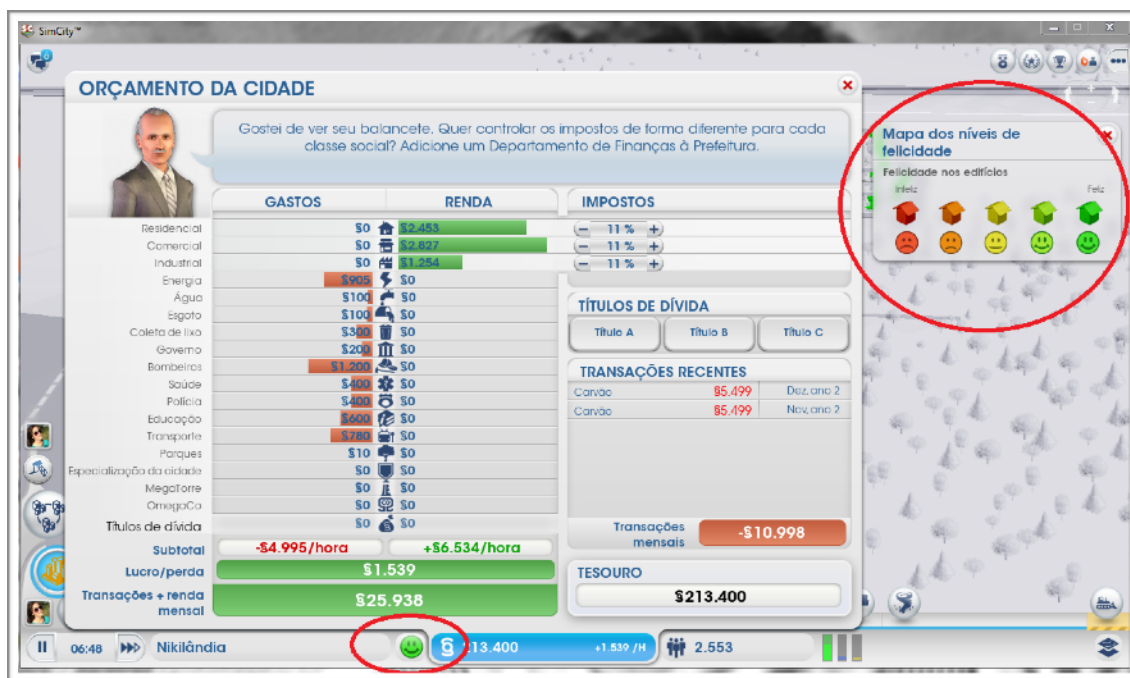 SimCity™
ORÇAMENTO DA CIDADE
Gostei de ver seu balancete. Quer controlar os impostos de forma diferente para cada
classe social? Adicione um Departamento de Finanças à Prefeitura.
GASTOS RENDA IMPOSTOS
Residencial §0 §2.453 − 11 % +
Comercial §0 §2.827 − 11 % +
Industrial §0 §1.254 − 11 % +
Energia §905 §0
Água §100 §0
Esgoto §100 §0
Coleta de lixo §300 §0
Governo §200 §0
Bombeiros §1.200 §0
Saúde §400 §0
Polícia §400 §0
Educação §600 §0
Transporte §780 §0
Parques §10 §0
Especialização da cidade §0 §0
MegaTorre §0 §0
OmegaCo §0 §0
Títulos de dívida §0 §0
Subtotal -§4.995/hora +§6.534/hora
Lucro/perda §1.539
Transações + renda
mensal
§25.938
TÍTULOS DE DÍVIDA
Título A Título B Título C
TRANSAÇÕES RECENTES
Carvão §5.499 Dez, ano 2
Carvão §5.499 Nov, ano 2
Transações
mensais
-§10.998
TESOURO
§213.400
Mapa dos níveis de
felicidade
Felicidade nos edifícios
Infeliz Feliz
06:48 Nikilândia 213.400 +1.539 /H 2.553